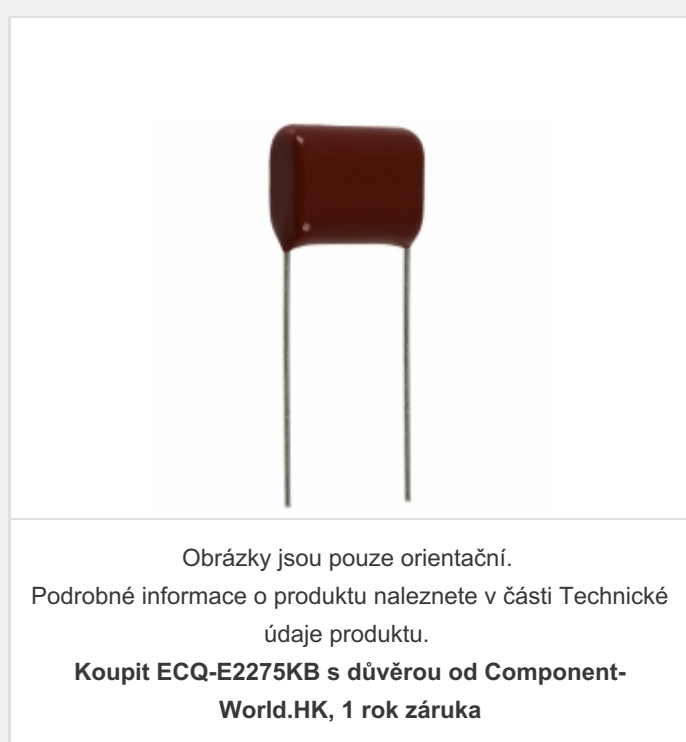 Obrázky jsou pouze orientační.
Podrobné informace o produktu naleznete v části Technické
údaje produktu.
Koupit ECQ-E2275KB s důvěrou od Component-
World.HK, 1 rok záruka